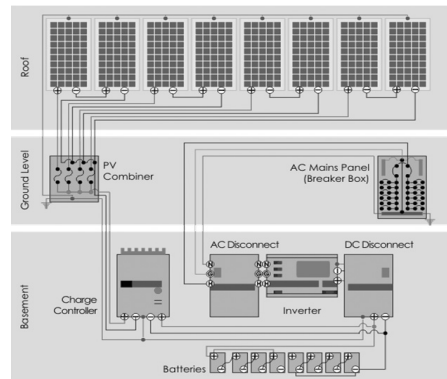 Roof
Ground Level
PV
Combiner
AC Mains Panel
(Breaker Box)
Basement
Charge
Controller
AC Disconnect
Inverter
DC Disconnect
Batteries